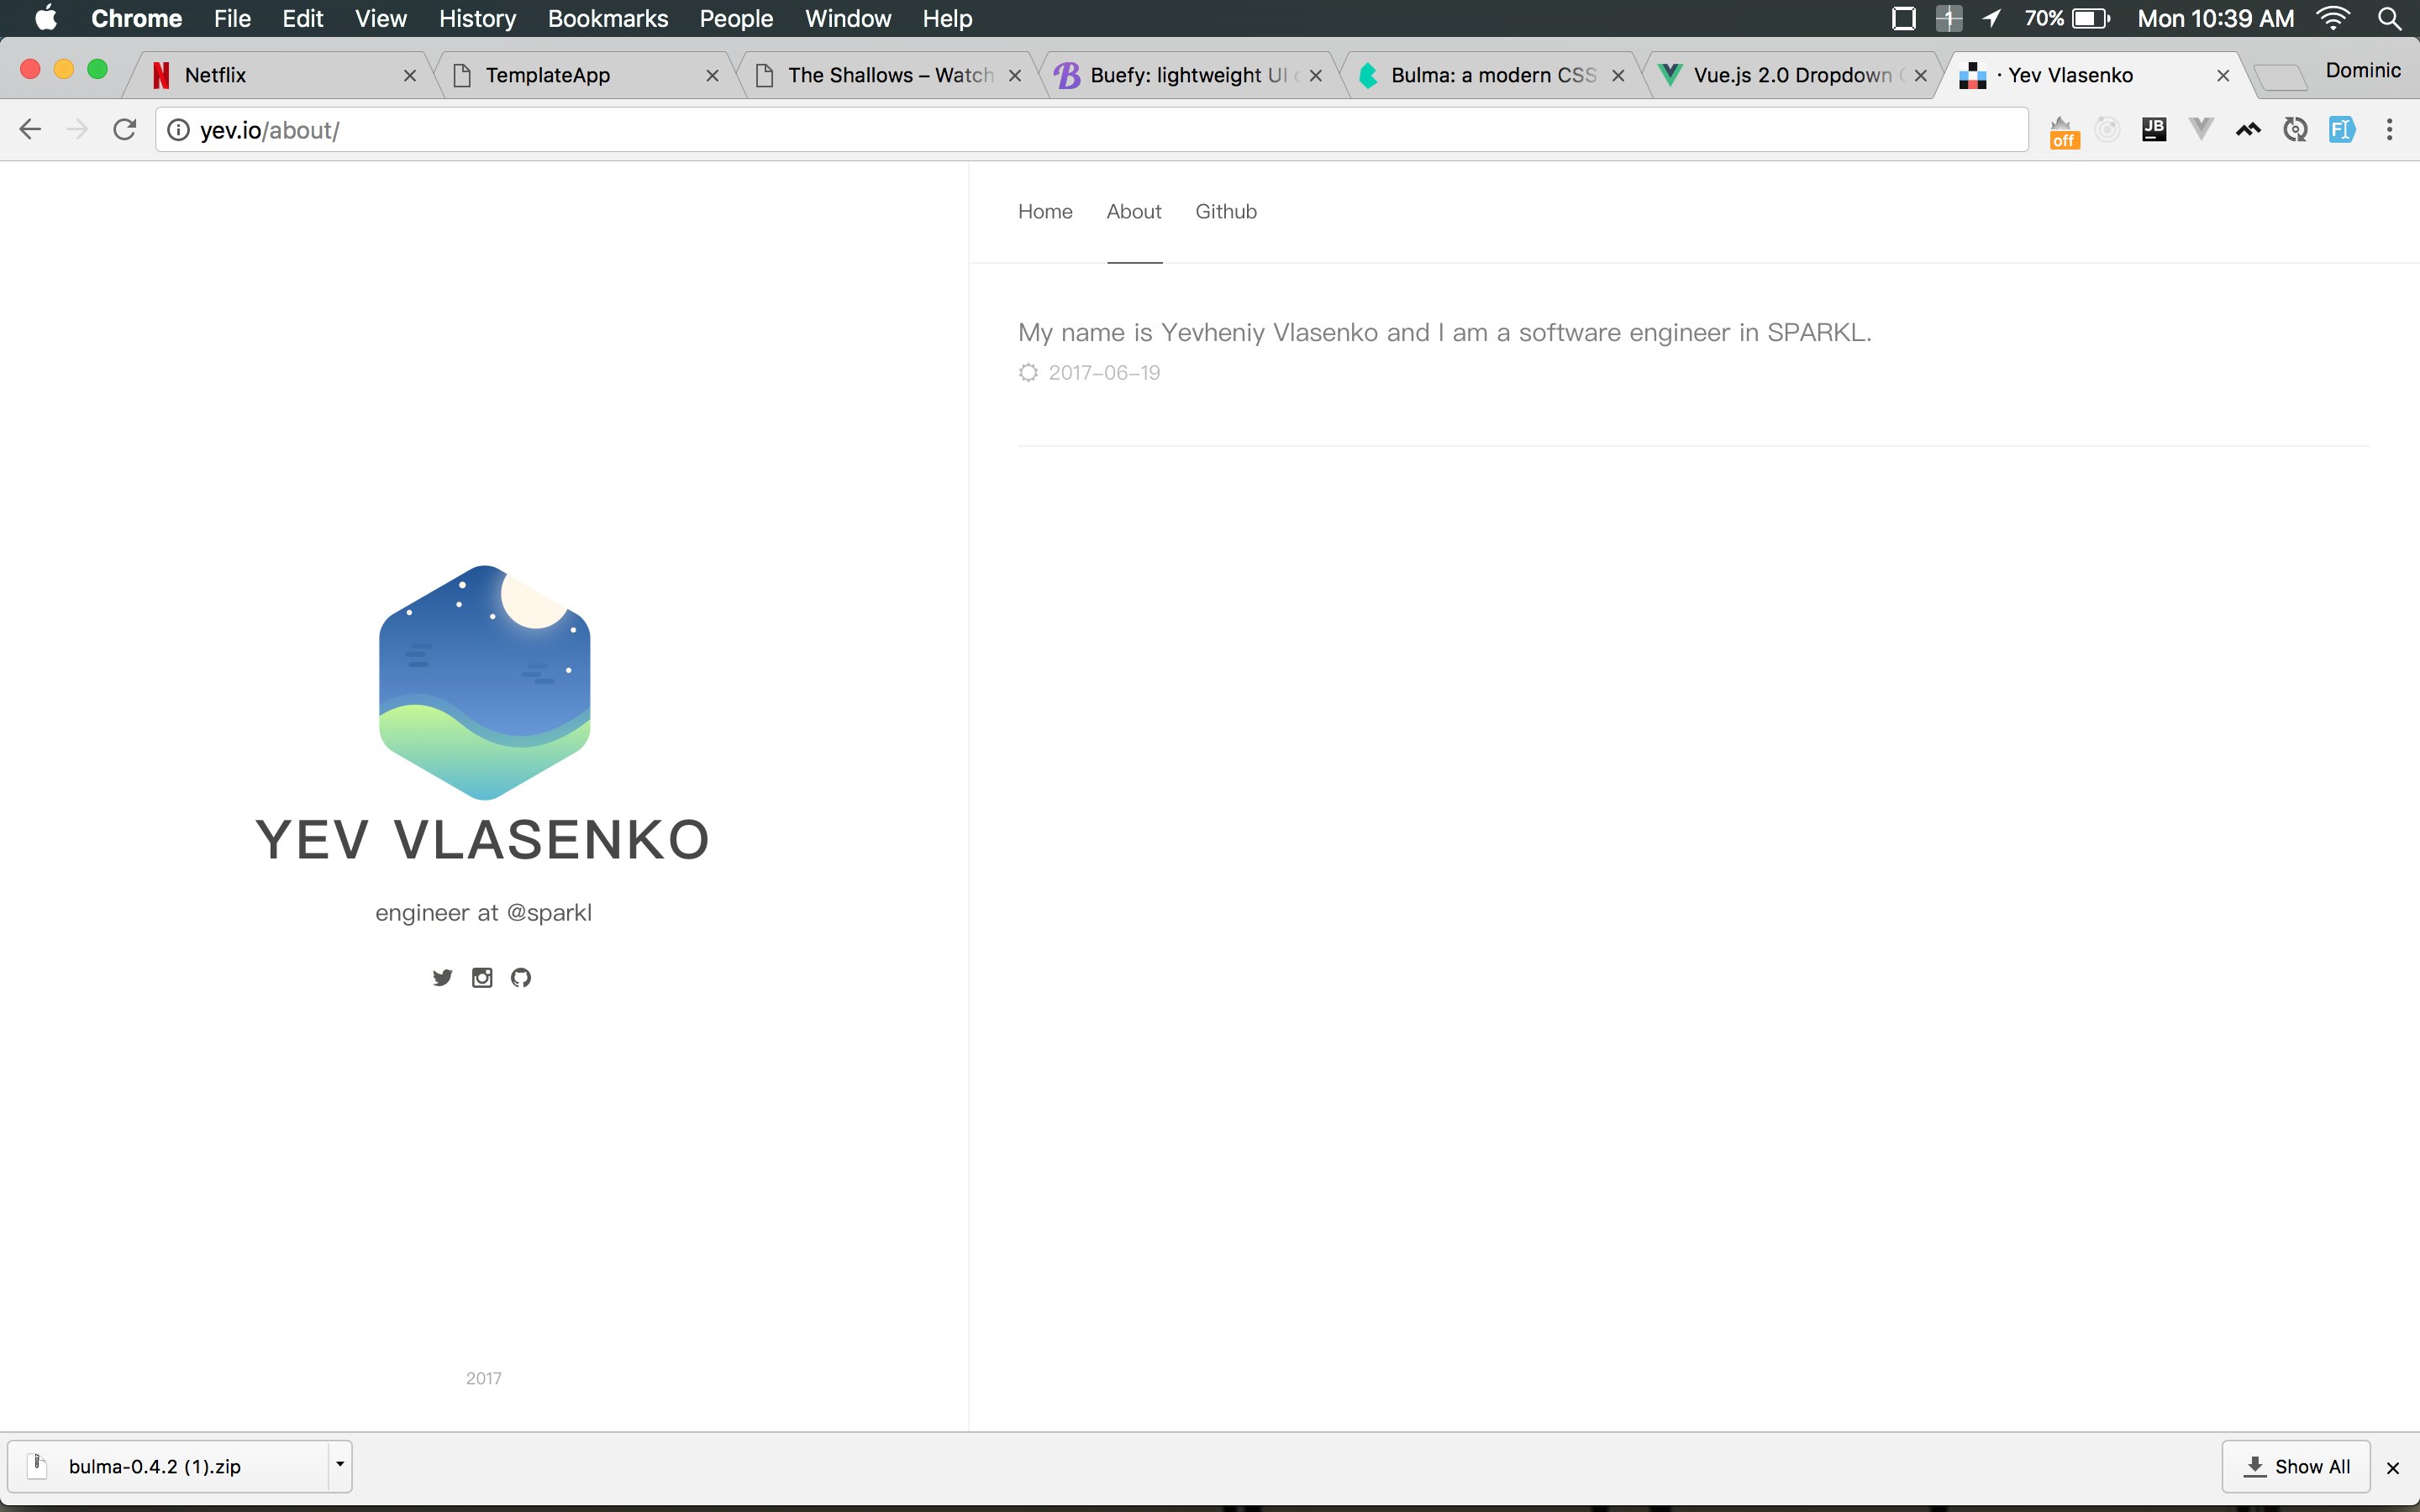 Chrome File Edit View History Bookmarks People Window Help 1 70% Mon 10:39 AM
Netflix TemplateApp The Shallows – Watch Buefy: lightweight UI Bulma: a modern CSS Vue.js 2.0 Dropdown · Yev Vlasenko Dominic
yev.io/about/ off JB
Home About Github
My name is Yevheniy Vlasenko and I am a software engineer in SPARKL.
2017-06-19
YEV VLASENKO
engineer at @sparkl
2017
bulma-0.4.2 (1).zip Show All